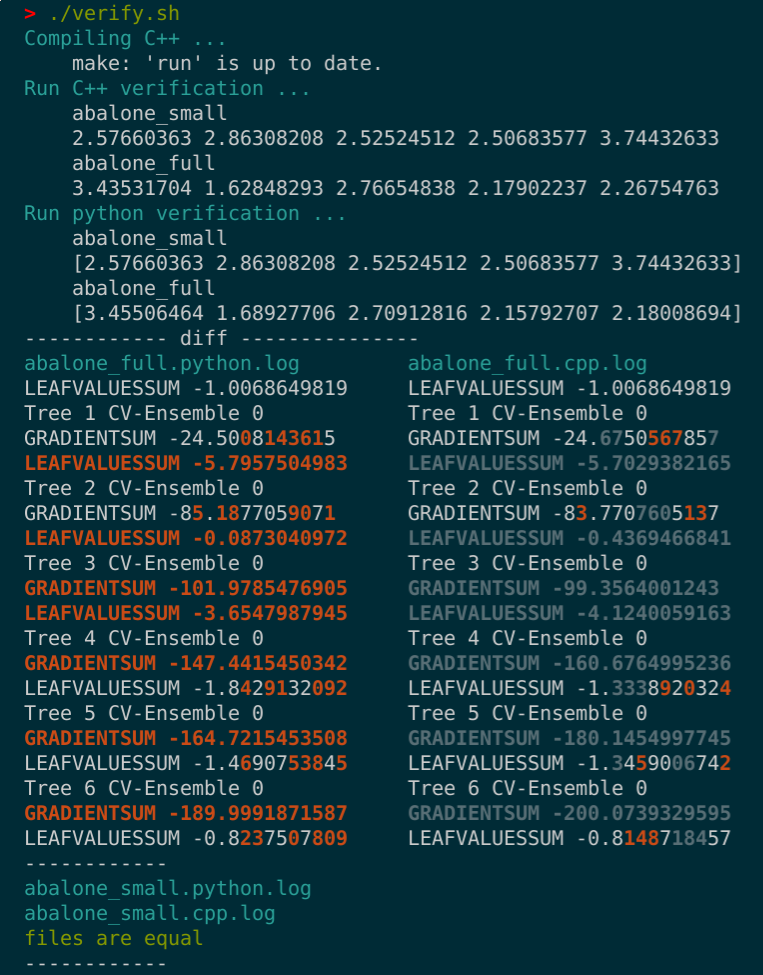 > ./verify.sh
Compiling C++ ...
    make: 'run' is up to date.
Run C++ verification ...
    abalone_small
    2.57660363 2.86308208 2.52524512 2.50683577 3.74432633
    abalone_full
    3.43531704 1.62848293 2.76654838 2.17902237 2.26754763
Run python verification ...
    abalone_small
    [2.57660363 2.86308208 2.52524512 2.50683577 3.74432633]
    abalone_full
    [3.45506464 1.68927706 2.70912816 2.15792707 2.18008694]
------------ diff ---------------
abalone_full.python.log         abalone_full.cpp.log
LEAFVALUESSUM -1.0068649819     LEAFVALUESSUM -1.0068649819
Tree 1 CV-Ensemble 0            Tree 1 CV-Ensemble 0
GRADIENTSUM -24.5008143615      GRADIENTSUM -24.6750567857
LEAFVALUESSUM -5.7957504983     LEAFVALUESSUM -5.7029382165
Tree 2 CV-Ensemble 0            Tree 2 CV-Ensemble 0
GRADIENTSUM -85.1877059071      GRADIENTSUM -83.7707605137
LEAFVALUESSUM -0.0873040972     LEAFVALUESSUM -0.4369466841
Tree 3 CV-Ensemble 0            Tree 3 CV-Ensemble 0
GRADIENTSUM -101.9785476905     GRADIENTSUM -99.3564001243
LEAFVALUESSUM -3.6547987945     LEAFVALUESSUM -4.1240059163
Tree 4 CV-Ensemble 0            Tree 4 CV-Ensemble 0
GRADIENTSUM -147.4415450342     GRADIENTSUM -160.6764995236
LEAFVALUESSUM -1.8429132092     LEAFVALUESSUM -1.3338920324
Tree 5 CV-Ensemble 0            Tree 5 CV-Ensemble 0
GRADIENTSUM -164.7215453508     GRADIENTSUM -180.1454997745
LEAFVALUESSUM -1.4690753845     LEAFVALUESSUM -1.3459006742
Tree 6 CV-Ensemble 0            Tree 6 CV-Ensemble 0
GRADIENTSUM -189.9991871587     GRADIENTSUM -200.0739329595
LEAFVALUESSUM -0.8237507809     LEAFVALUESSUM -0.8148718457
------------
abalone_small.python.log
abalone_small.cpp.log
files are equal
------------